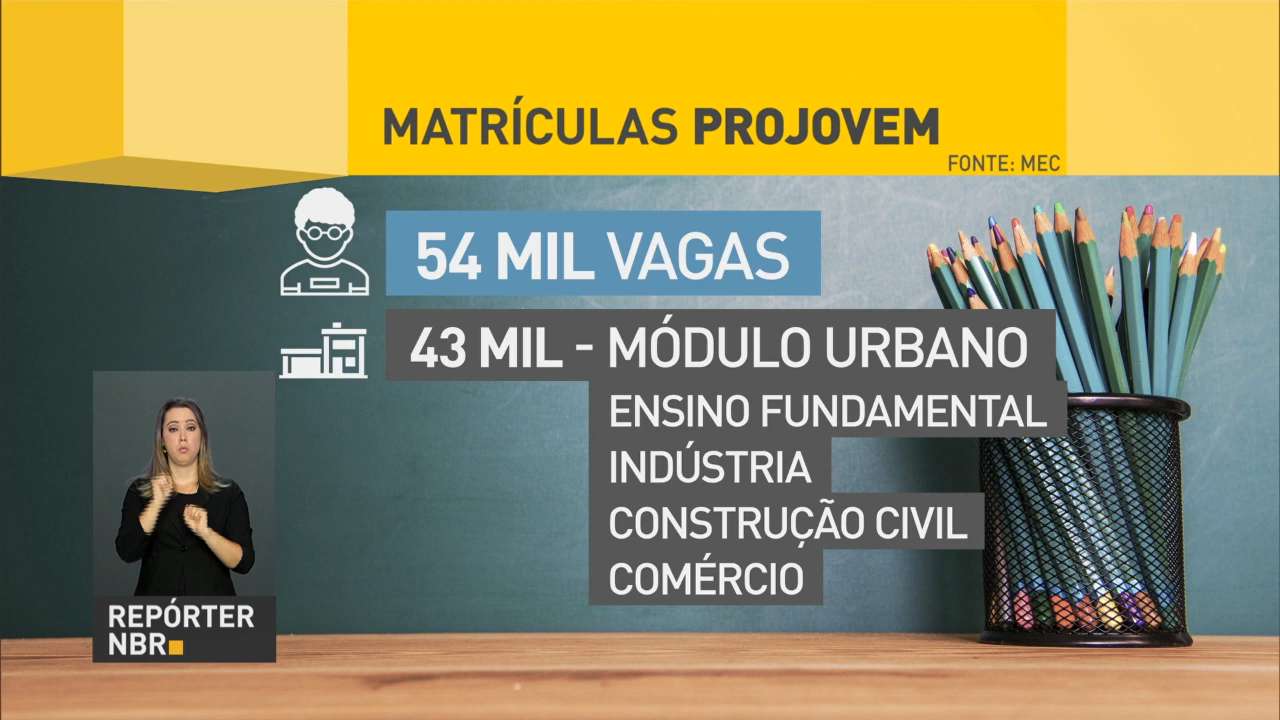 MATRÍCULAS PROJOVEM
FONTE: MEC
54 MIL VAGAS
43 MIL - MÓDULO URBANO
ENSINO FUNDAMENTAL
INDÚSTRIA
CONSTRUÇÃO CIVIL
COMÉRCIO
REPÓRTER
NBR